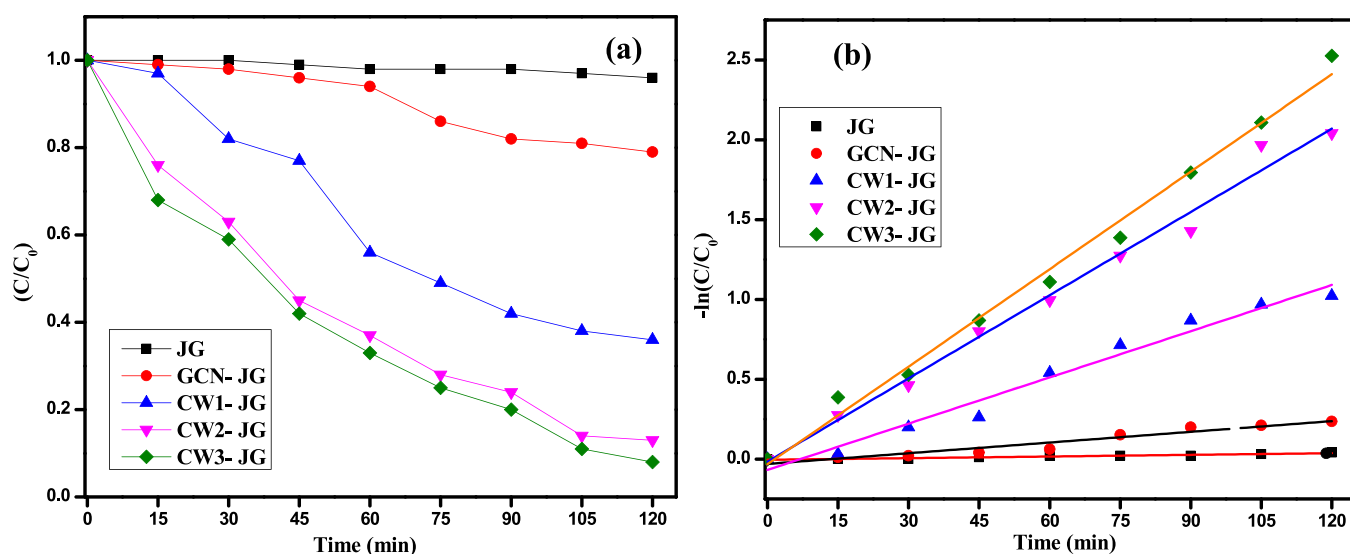 (a)
1.0
0.8
0.6
0.4
0.2
0.0
(C/C₀)
JG
GCN- JG
CW1- JG
CW2- JG
CW3- JG
0 15 30 45 60 75 90 105 120
Time (min)
(b)
2.5
2.0
1.5
1.0
0.5
0.0
-ln(C/C₀)
JG
GCN- JG
CW1- JG
CW2- JG
CW3- JG
0 15 30 45 60 75 90 105 120
Time (min)